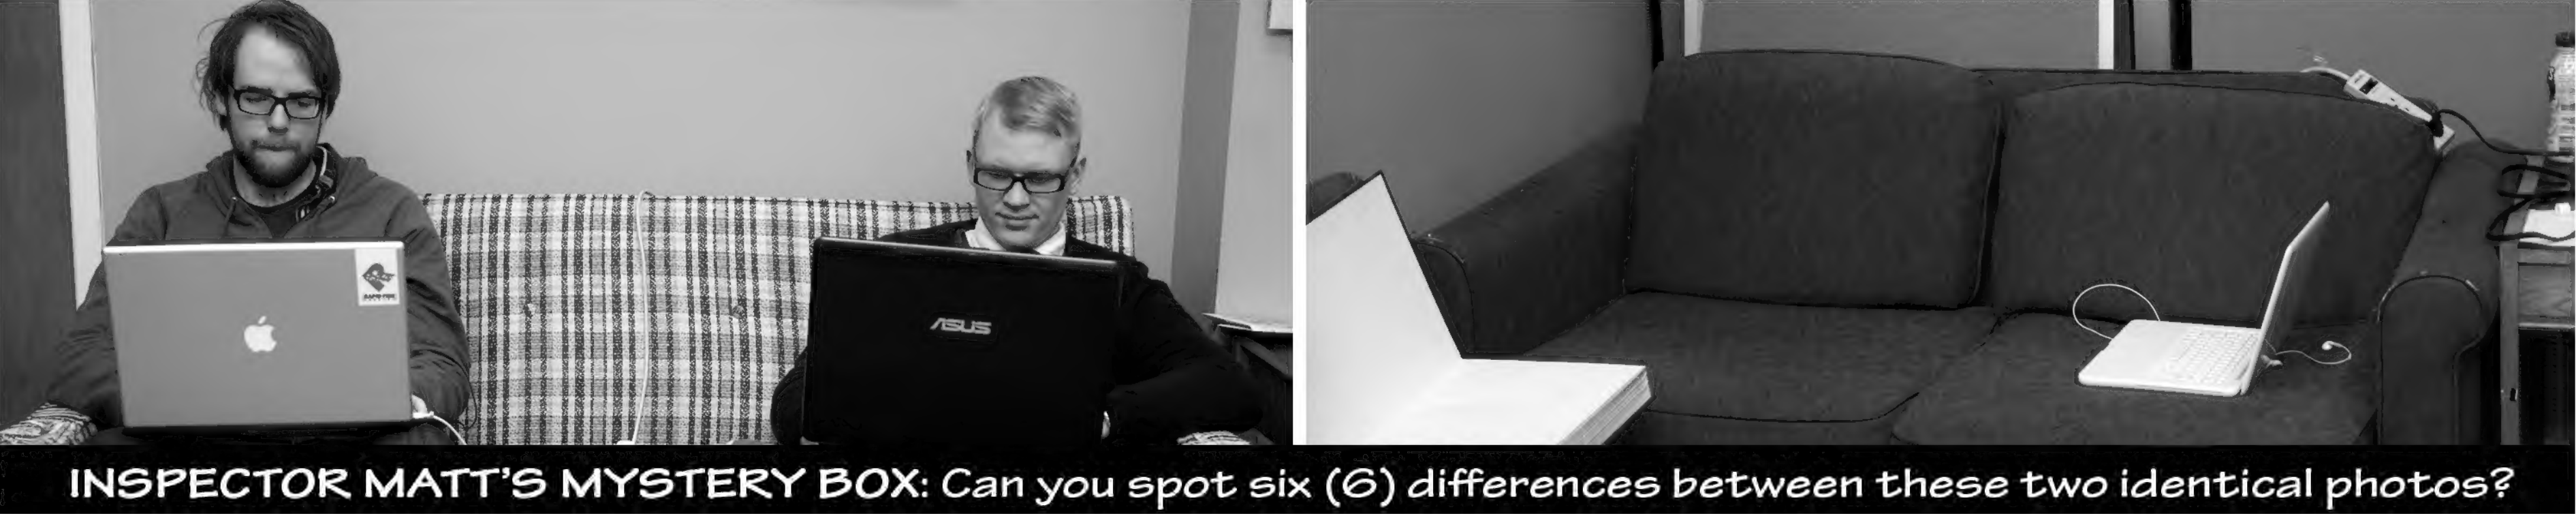 ASUS
INSPECTOR MATT'S MYSTERY BOX: Can you spot six (6) differences between these two identical photos?